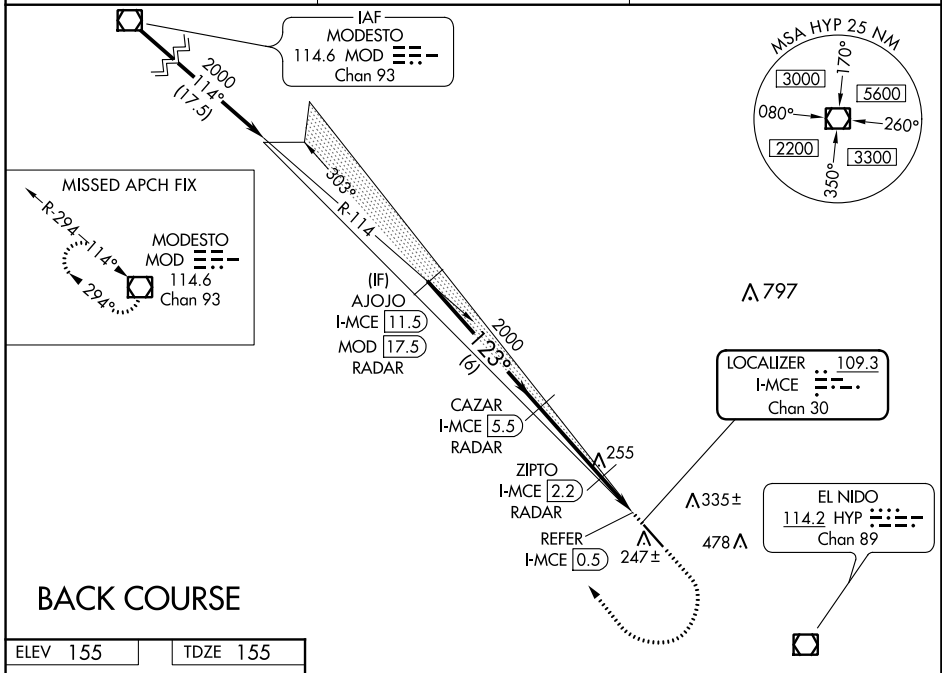 IAF
MODESTO
114.6 MOD
Chan 93
2000
114°
(17.5)
MSA HYP 25 NM
3000
170°
5600
080°
260°
2200
3300
350°
MISSED APCH FIX
R-294
114°
MODESTO
MOD
114.6
Chan 93
294°
303°
R-114
(IF)
AJOJO
I-MCE 11.5
MOD 17.5
RADAR
2000
123°
(6)
797
LOCALIZER 109.3
I-MCE
Chan 30
CAZAR
I-MCE 5.5
RADAR
255
ZIPTO
I-MCE 2.2
RADAR
335±
EL NIDO
114.2 HYP
Chan 89
REFER
I-MCE 0.5
247±
478
BACK COURSE
ELEV 155
TDZE 155